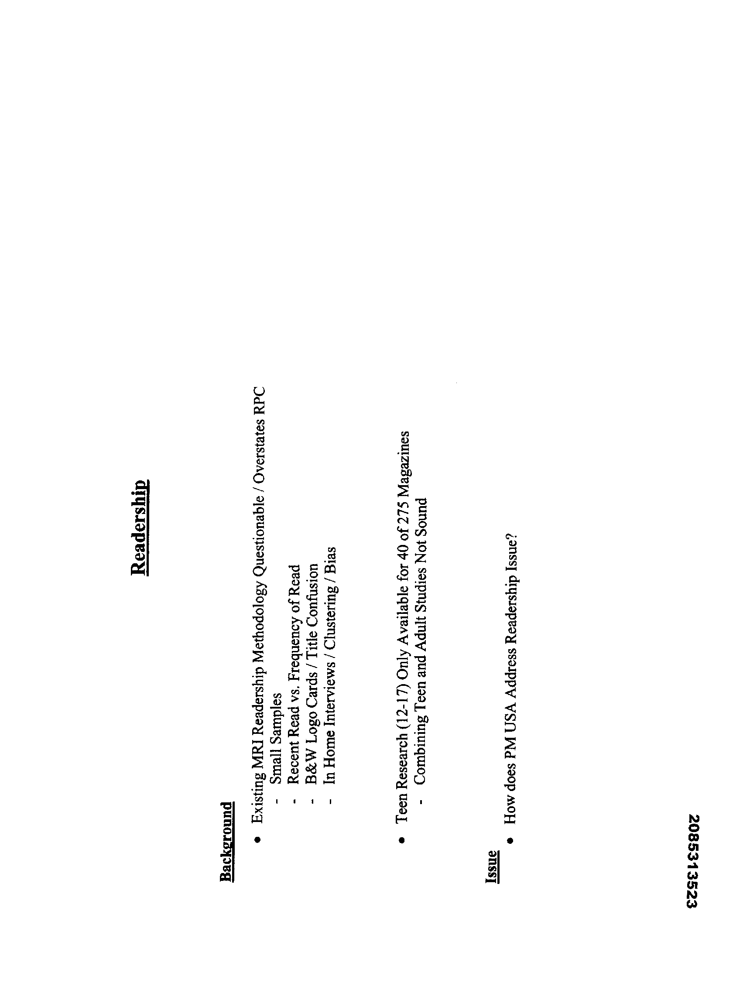 Readership
Background
• Existing MRI Readership Methodology Questionable / Overstates RPC
- Small Samples
- Recent Read vs. Frequency of Read
- B&W Logo Cards / Title Confusion
- In Home Interviews / Clustering / Bias
• Teen Research (12-17) Only Available for 40 of 275 Magazines
- Combining Teen and Adult Studies Not Sound
Issue
• How does PM USA Address Readership Issue?
2085313523